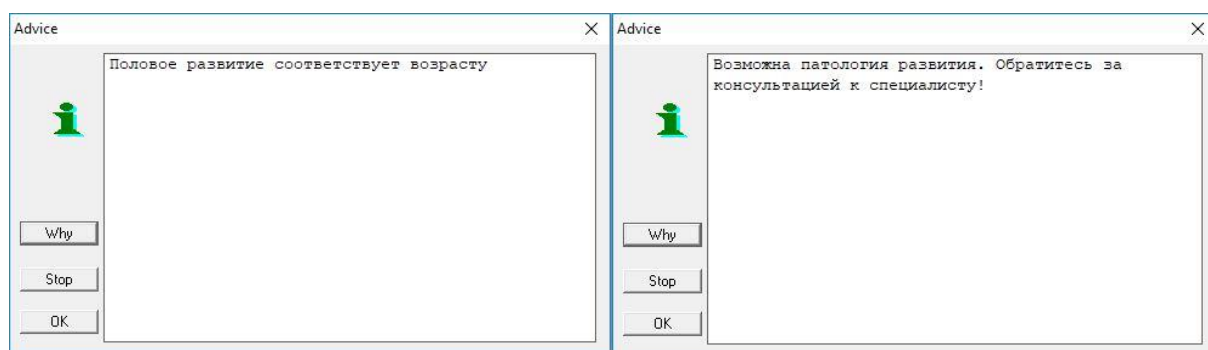 Advice
Половое развитие соответствует возрасту
Why
Stop
OK
Advice
Возможна патология развития. Обратитесь за
консультацией к специалисту!
Why
Stop
OK